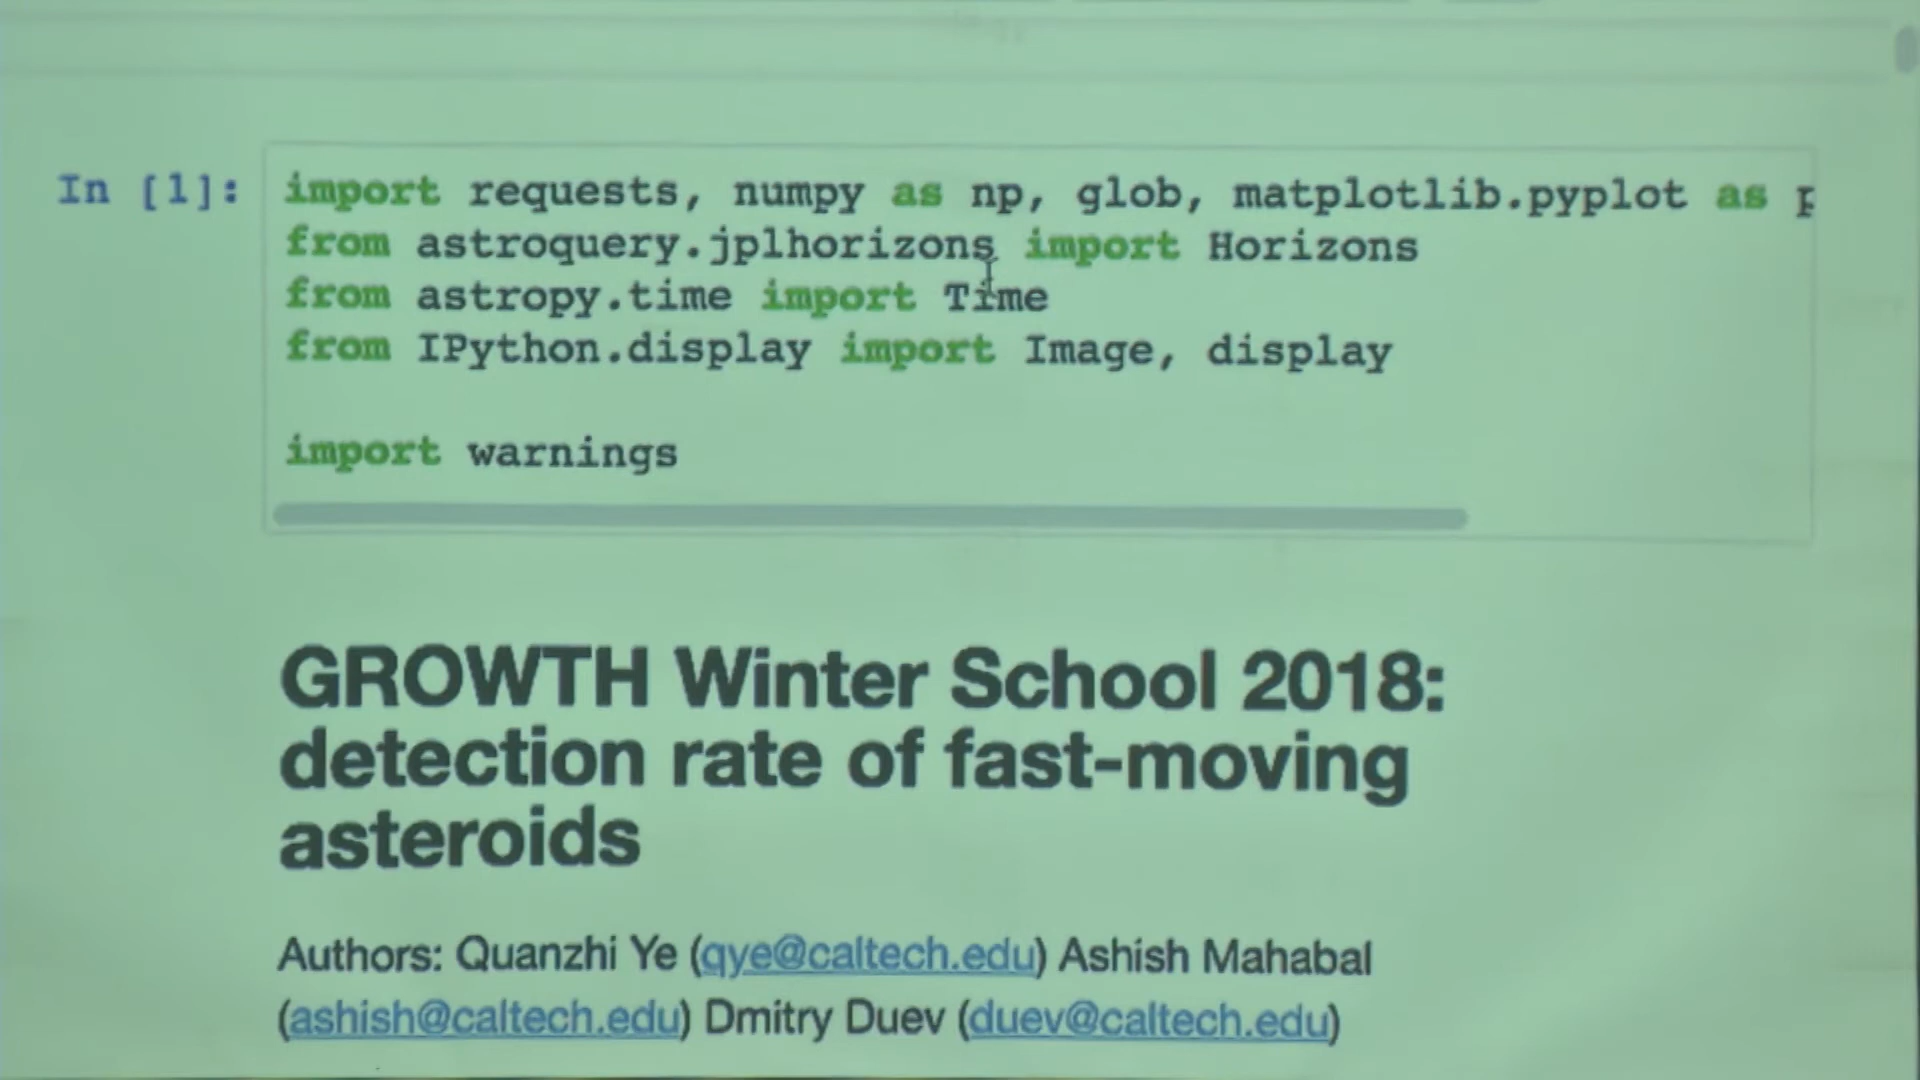 In [1]: import requests, numpy as np, glob, matplotlib.pyplot as p
from astroquery.jplhorizons import Horizons
from astropy.time import Time
from IPython.display import Image, display
import warnings
GROWTH Winter School 2018:
detection rate of fast-moving
asteroids
Authors: Quanzhi Ye (qye@caltech.edu) Ashish Mahabal
(ashish@caltech.edu) Dmitry Duev (duev@caltech.edu)